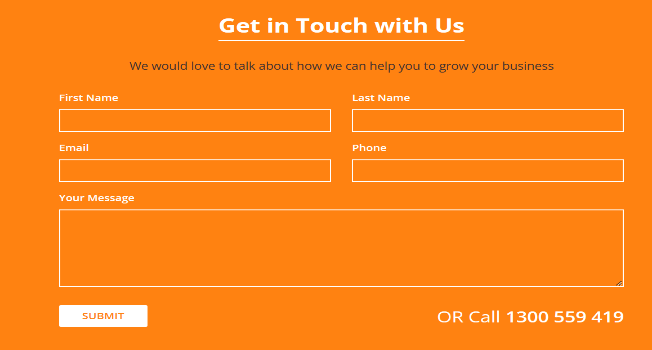 Get in Touch with Us
We would love to talk about how we can help you to grow your business
First Name
Last Name
Email
Phone
Your Message
SUBMIT
OR Call 1300 559 419